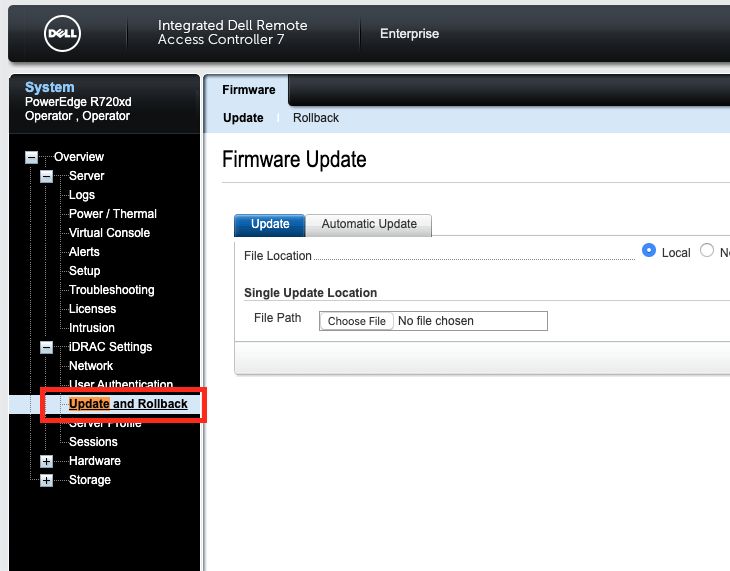 DELL
Integrated Dell Remote
Access Controller 7
Enterprise
System
PowerEdge R720xd
Operator , Operator
Overview
Server
Logs
Power / Thermal
Virtual Console
Alerts
Setup
Troubleshooting
Licenses
Intrusion
iDRAC Settings
Network
User Authentication
Update and Rollback
Server Profile
Sessions
Hardware
Storage
Firmware
Update
Rollback
Firmware Update
Update
Automatic Update
File Location
Local
Single Update Location
File Path
Choose File
No file chosen